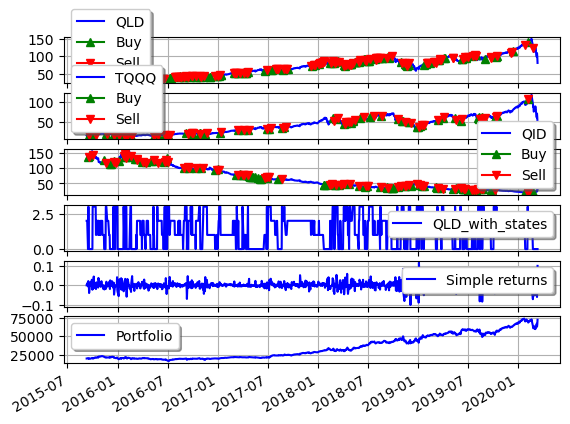 QLD
Buy
Sell
150
100
50
TQQQ
Buy
Sell
100
50
QID
Buy
Sell
150
100
50
QLD_with_states
2.5
0.0
Simple returns
0.1
0.0
−0.1
Portfolio
75000
50000
25000
2015-07
2016-01
2016-07
2017-01
2017-07
2018-01
2018-07
2019-01
2019-07
2020-01